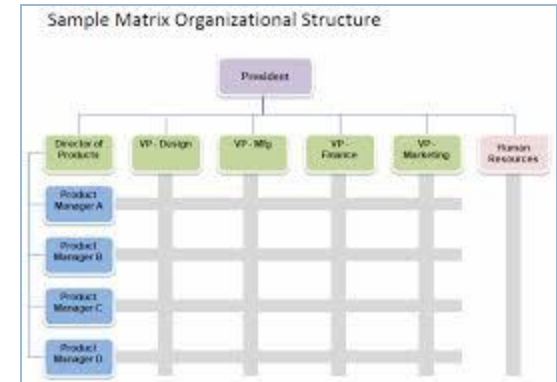 Sample Matrix Organizational Structure
President
Director of
Products
VP - Design
VP - Mfg
VP -
Finance
VP -
Marketing
Human
Resources
Product
Manager A
Product
Manager B
Product
Manager C
Product
Manager D